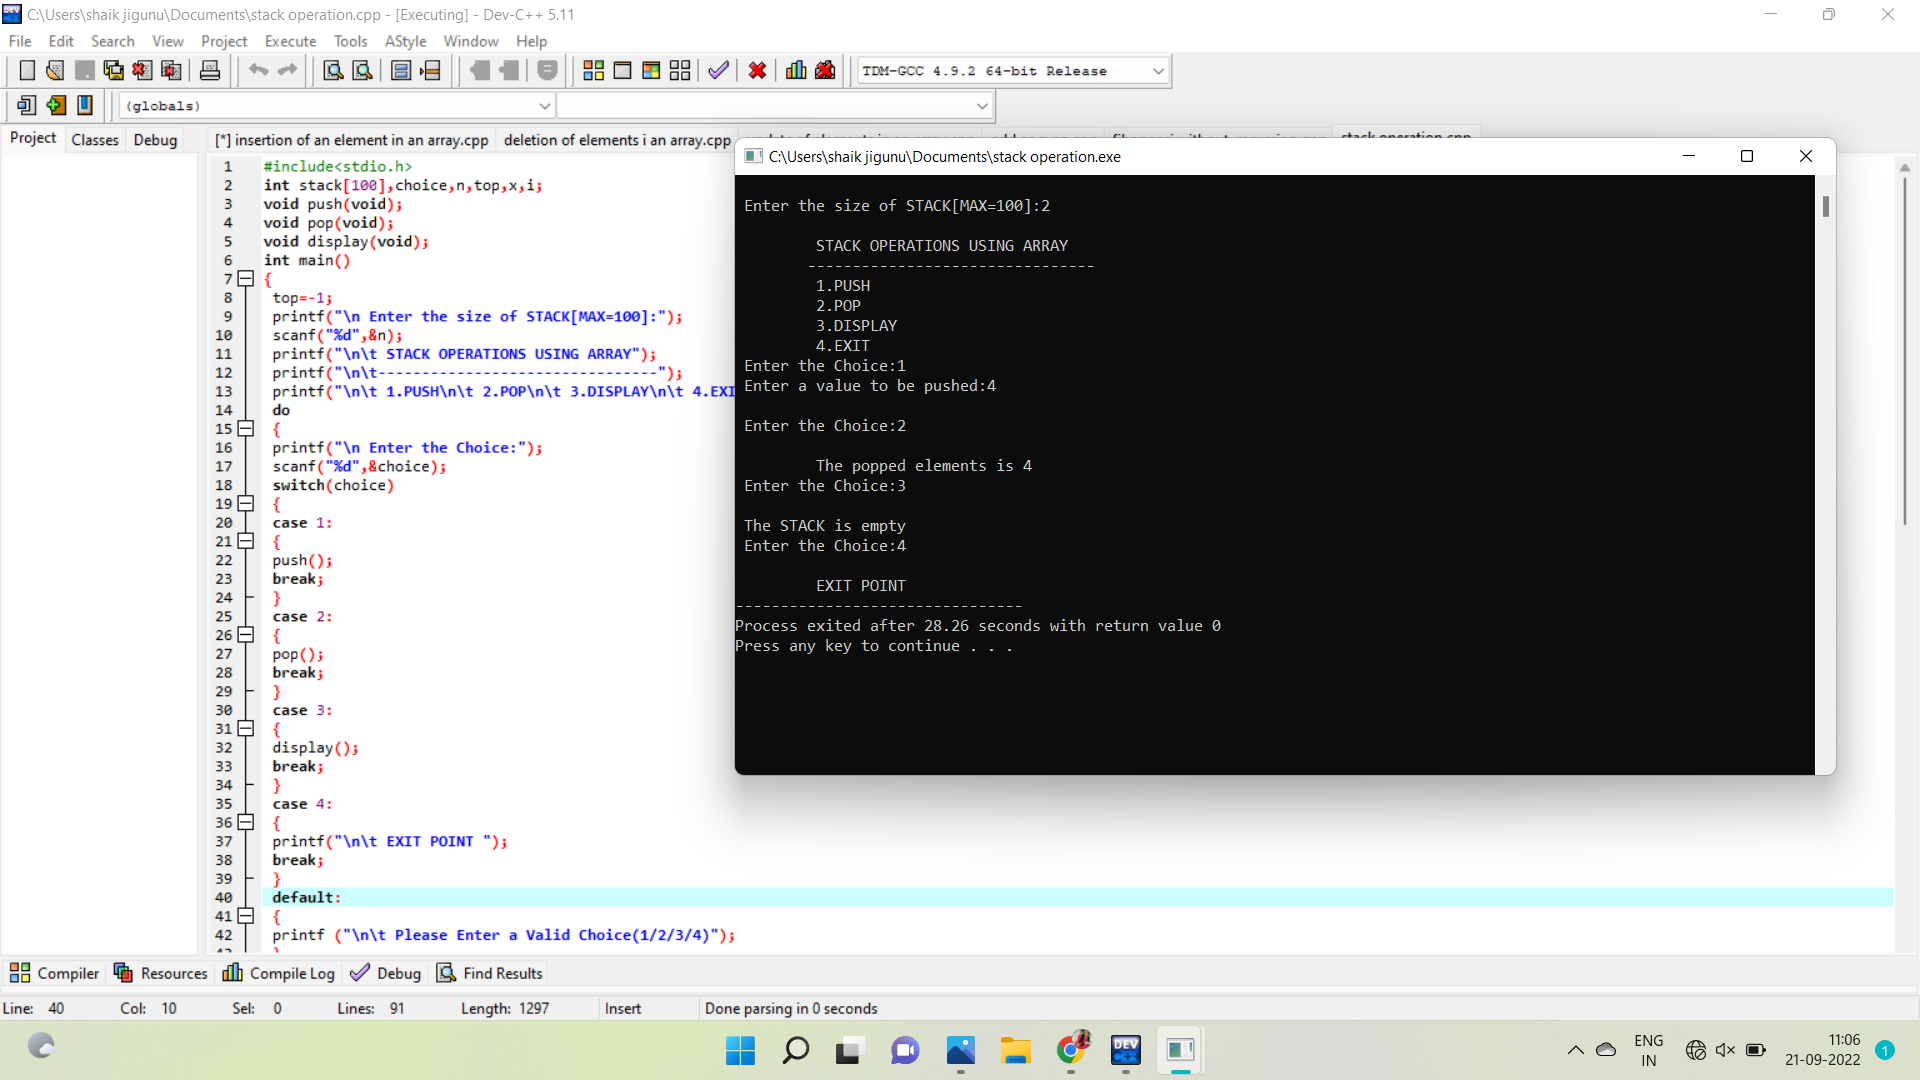 C:\Users\shaik jigunu\Documents\stack operation.cpp - [Executing] - Dev-C++ 5.11
File Edit Search View Project Execute Tools AStyle Window Help
TDM-GCC 4.9.2 64-bit Release
(globals)
Project Classes Debug
[*] insertion of an element in an array.cpp deletion of elements i an array.cpp stack operation.cpp
1 #include<stdio.h>
2 int stack[100],choice,n,top,x,i;
3 void push(void);
4 void pop(void);
5 void display(void);
6 int main()
7 {
8 top=-1;
9 printf("\n Enter the size of STACK[MAX=100]:");
10 scanf("%d",&n);
11 printf("\n\t STACK OPERATIONS USING ARRAY");
12 printf("\n\t--------------------------------");
13 printf("\n\t 1.PUSH\n\t 2.POP\n\t 3.DISPLAY\n\t 4.EXI
14 do
15 {
16 printf("\n Enter the Choice:");
17 scanf("%d",&choice);
18 switch(choice)
19 {
20 case 1:
21 {
22 push();
23 break;
24 }
25 case 2:
26 {
27 pop();
28 break;
29 }
30 case 3:
31 {
32 display();
33 break;
34 }
35 case 4:
36 {
37 printf("\n\t EXIT POINT ");
38 break;
39 }
40 default:
41 {
42 printf ("\n\t Please Enter a Valid Choice(1/2/3/4)");
C:\Users\shaik jigunu\Documents\stack operation.exe
Enter the size of STACK[MAX=100]:2
STACK OPERATIONS USING ARRAY
--------------------------------
1.PUSH
2.POP
3.DISPLAY
4.EXIT
Enter the Choice:1
Enter a value to be pushed:4
Enter the Choice:2
The popped elements is 4
Enter the Choice:3
The STACK is empty
Enter the Choice:4
EXIT POINT
--------------------------------
Process exited after 28.26 seconds with return value 0
Press any key to continue . . .
Compiler Resources Compile Log Debug Find Results
Line: 40 Col: 10 Sel: 0 Lines: 91 Length: 1297 Insert Done parsing in 0 seconds
DEV
ENG
IN
11:06
21-09-2022
1